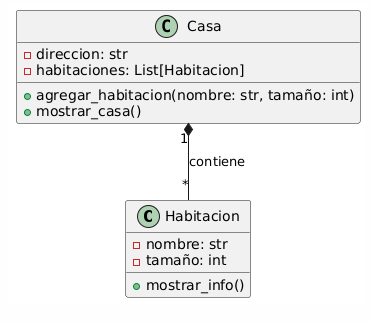 C Casa
direccion: str
habitaciones: List[Habitacion]
agregar_habitacion(nombre: str, tamaño: int)
mostrar_casa()
1
contiene
*
C Habitacion
nombre: str
tamaño: int
mostrar_info()